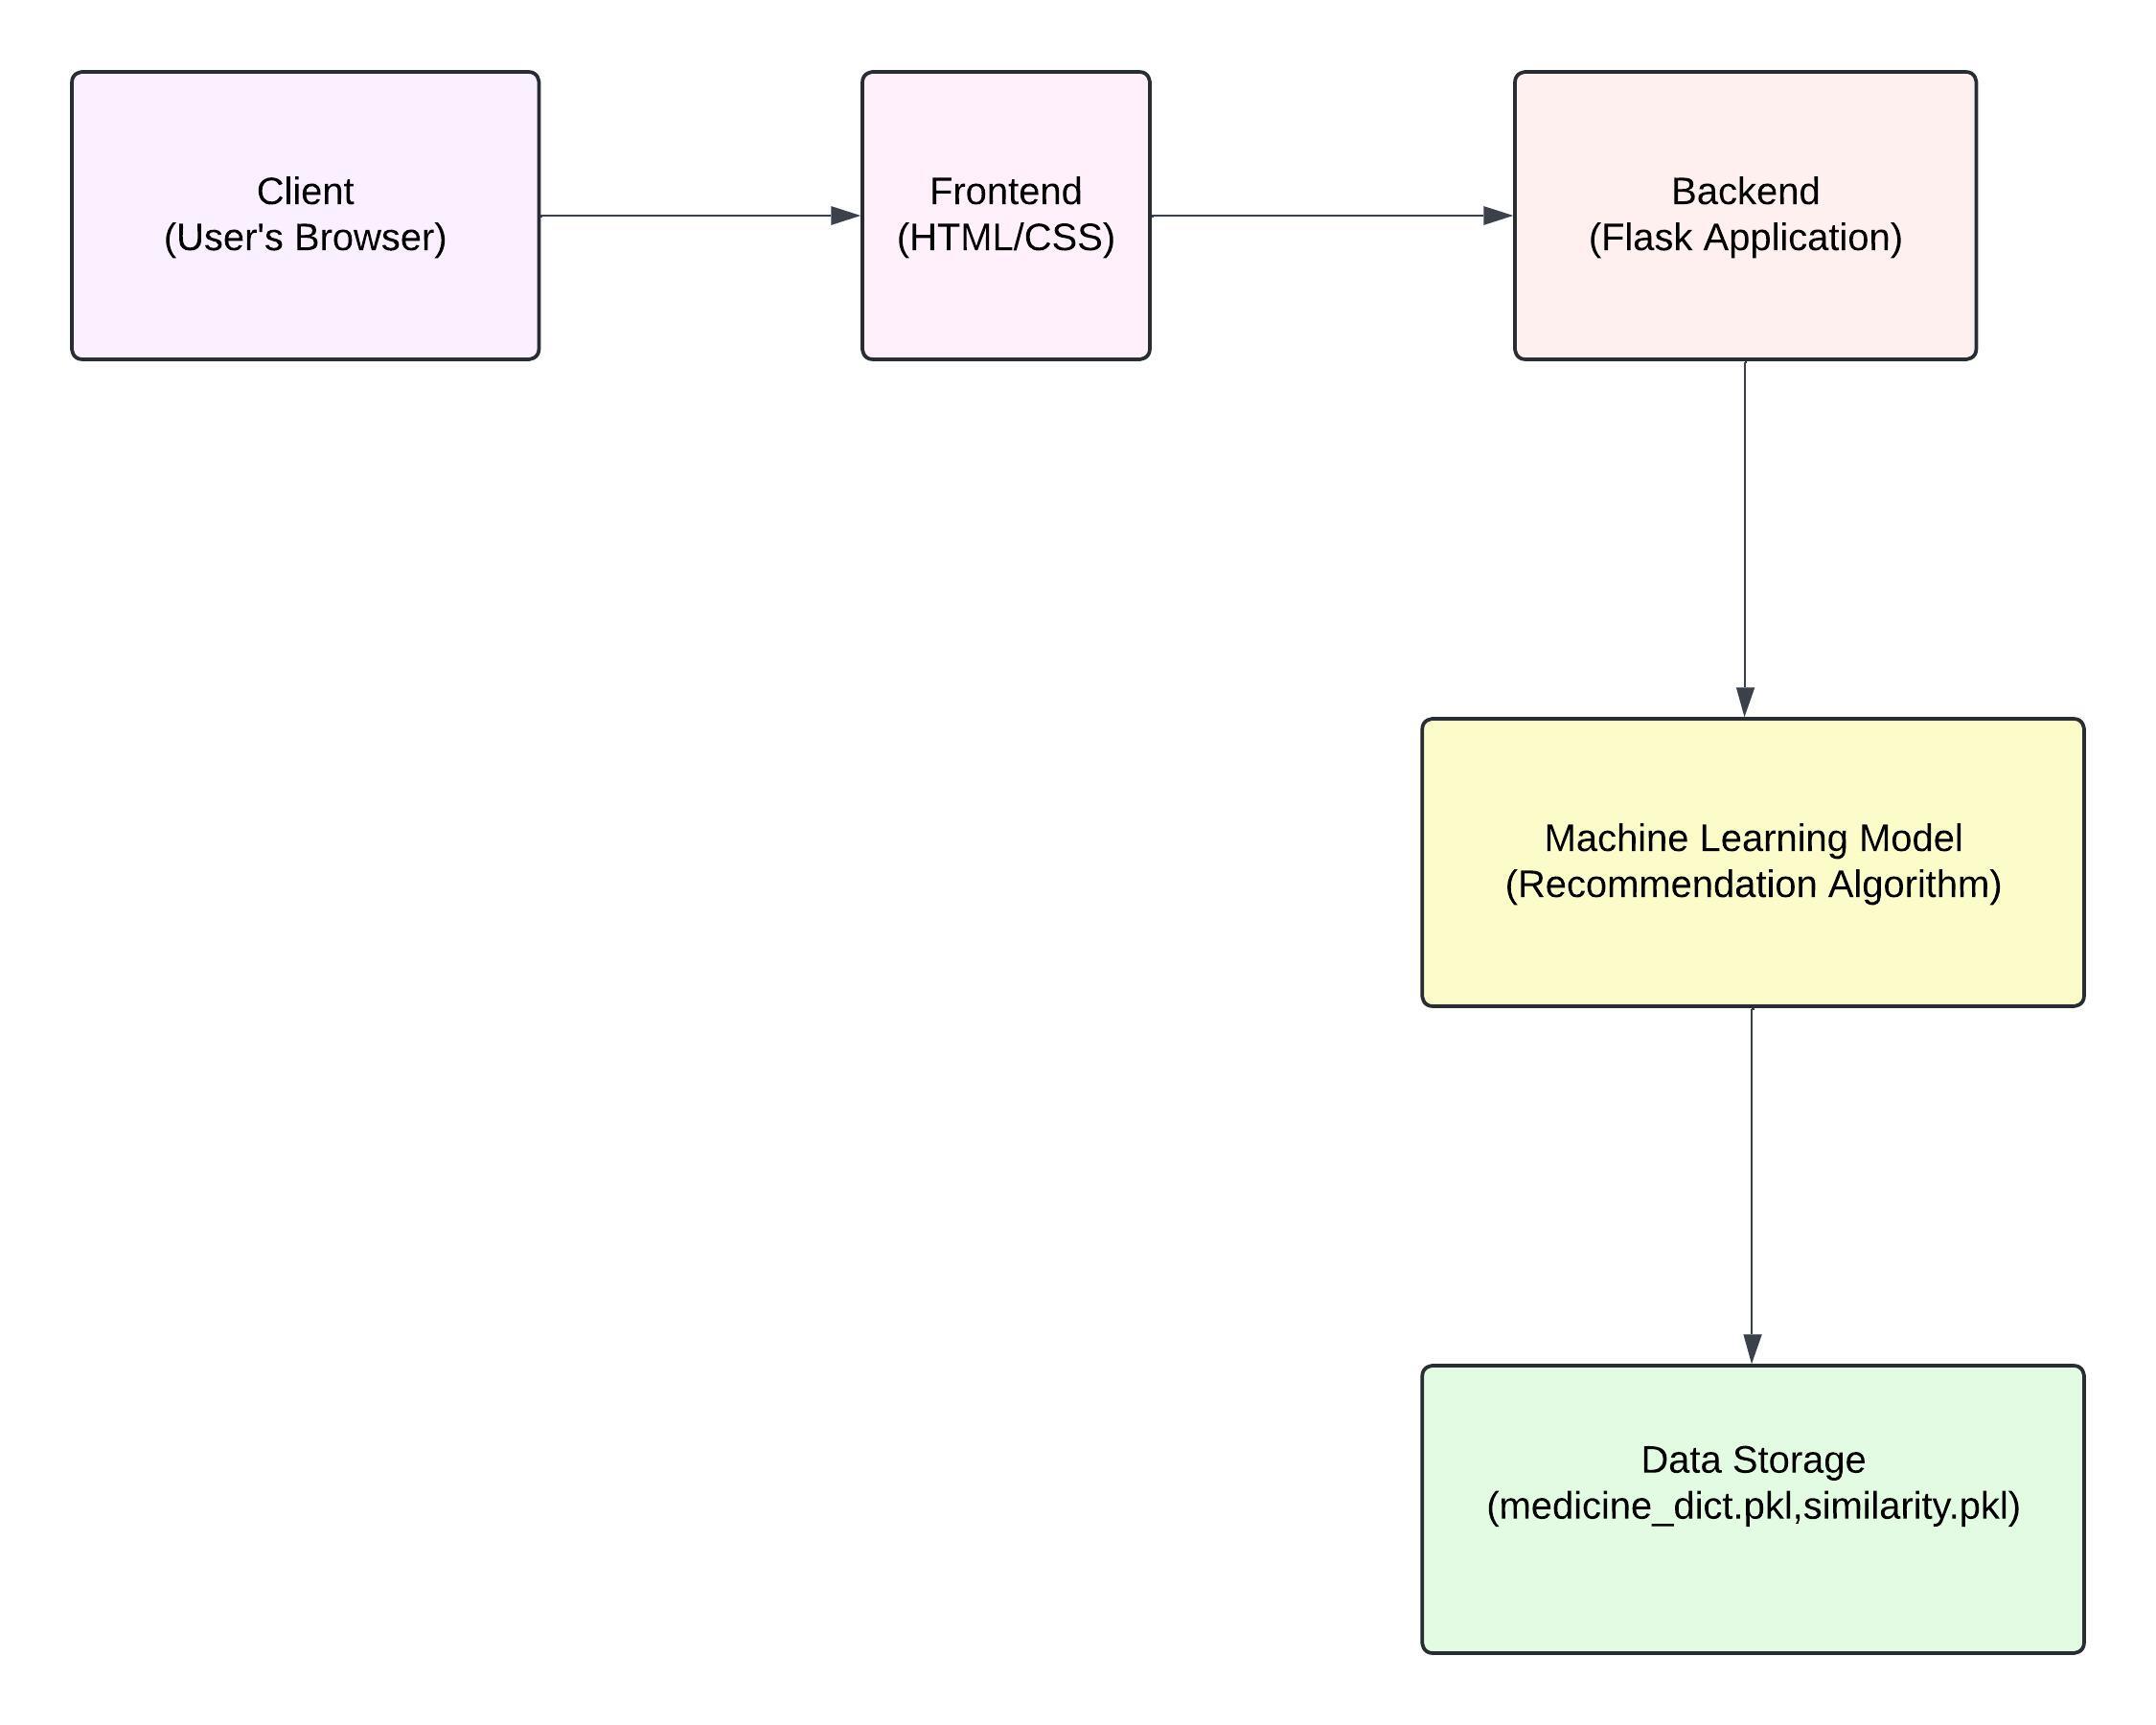 Client
(User's Browser)
Frontend
(HTML/CSS)
Backend
(Flask Application)
Machine Learning Model
(Recommendation Algorithm)
Data Storage
(medicine_dict.pkl,similarity.pkl)